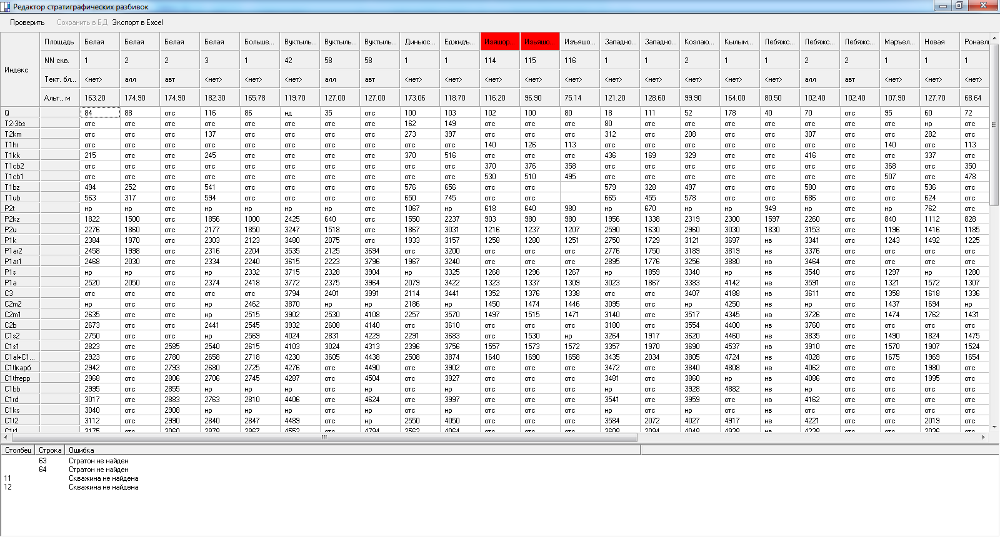 Редактор стратиграфических разбивок
Проверить Сохранить в БД Экспорт в Excel
Индекс
Площадь Белая Белая Белая Белая Больше... Вуктыль... Вуктыль... Вуктыль... Диньюс... Еджидъ... Изяшор... Изьяшо... Изъяшо... Западно... Западно... Козлаю... Кылым... Лебяжс... Лебяжс... Лебяжс... Маръел... Новая Ронаель
NN скв. 1 2 2 3 1 42 58 58 1 1 114 115 116 1 1 2 1 1 2 2 1 1 1
Тект. бл... <нет> алл авт <нет> <нет> <нет> алл авт <нет> <нет> <нет> <нет> <нет> <нет> <нет> <нет> <нет> <нет> алл авт <нет> <нет> <нет>
Альт., м 163.20 174.90 174.90 182.30 165.78 119.70 127.00 127.00 173.06 118.70 116.20 96.90 75.14 121.20 128.60 99.90 164.00 80.50 102.40 102.40 107.90 127.70 68.64
Q 84 88 отс 116 86 нд 35 отс 100 103 102 100 80 18 111 52 178 40 70 отс 95 60 72
T2-3bs отс отс отс отс отс отс отс отс 162 149 отс отс отс 80 отс отс отс отс отс отс отс нр отс
T2km отс отс отс 137 отс отс отс отс 273 397 отс отс отс 312 отс 208 отс отс 307 отс отс 282 отс
T1hr отс отс отс отс отс отс отс отс отс отс 140 126 113 отс отс отс отс отс отс отс 140 отс 113
T1kk 215 отс отс 245 отс отс отс отс 370 516 отс отс отс 436 169 329 отс отс 416 отс отс 337 отс
T1cb2 отс отс отс отс отс отс отс отс отс отс 370 376 358 отс отс отс отс отс отс отс 368 отс 350
T1cb1 отс отс отс отс отс отс отс отс отс отс 530 510 495 отс отс отс отс отс отс отс 507 отс 478
T1bz 494 252 отс 541 отс отс отс отс 576 656 отс отс 579 328 497 отс отс 580 отс отс 536 отс
T1ub 563 317 отс 594 отс отс отс отс 650 745 отс отс 665 455 578 отс отс 686 отс отс 624 отс
P2t нр нр отс нр нр нр нр отс 1067 нр 618 640 980 нр 670 нр нр 949 нр отс нр 762 отс
P2kz 1822 1500 отс 1856 1000 2425 640 отс 1550 2237 903 980 980 1956 1338 2319 2300 1597 2260 отс 840 1112 828
P2u 2276 1860 отс 2177 1850 3247 1518 отс 1867 3031 1216 1237 1207 2590 1630 2960 3030 1830 3153 отс 1196 1416 1185
P1k 2384 1970 отс 2303 2123 3480 2075 отс 1933 3157 1258 1280 1251 2750 1729 3121 3697 нв 3341 отс 1243 1492 1225
P1ar2 2458 1998 отс 2316 2204 3535 2125 3694 отс 3200 отс отс отс 2776 1750 3189 3819 нв 3376 отс отс отс отс
P1ar1 2468 2030 отс 2334 2240 3615 2223 3796 1967 3240 отс отс отс 2895 1776 3256 3880 нв 3464 отс отс отс отс
P1s нр нр отс нр 2332 3715 2328 3904 нр 3325 1268 1296 1267 нр 1859 3340 нр нв 3540 отс 1297 нр 1280
P1a 2520 2050 отс 2374 2418 3772 2375 3964 2079 3422 1323 1337 1309 3023 1867 3383 4142 нв 3591 отс 1321 1572 1307
C3 отс отс отс отс отс 3794 2401 3991 2114 3441 1352 1376 1338 отс отс 3407 4188 нв 3611 отс 1358 1618 1336
C2m2 нр отс отс нр 2462 3870 нр нр 2186 нр 1450 1474 1446 3095 отс нр 4250 нв нр отс 1437 1694 нр
C2m1 2635 отс отс нр 2515 3902 2530 4108 2257 3570 1497 1515 1471 3140 отс 3517 4345 нв 3726 отс 1474 1762 1431
C2b 2673 отс отс 2441 2545 3932 2608 4140 отс 3610 отс отс отс 3180 отс 3554 4400 нв 3760 отс отс отс отс
C1s2 2750 отс отс нр 2569 4024 2831 4229 2291 3683 отс 1530 нр 3264 1917 3620 4460 нв 3835 отс 1490 1824 1475
C1s1 2823 отс 2585 2540 2615 4103 3024 4313 2396 3756 1557 1573 1572 3357 1970 3690 4537 нв 3910 отс 1570 1907 1524
C1al+C1... 2923 отс 2780 2658 2718 4230 3605 4438 2508 3874 1640 1690 1658 3435 2034 3805 4724 нв 4028 отс 1675 1969 1654
C1tlкарб 2942 отс 2793 2680 2725 4276 отс 4490 отс 3902 отс отс отс 3472 отс 3840 4808 нв 4062 отс отс 1980 отс
C1tlтерр 2968 отс 2806 2706 2745 4287 отс 4504 отс 3927 отс отс отс 3481 отс 3860 нр нв 4086 отс отс 1995 отс
C1bb 2995 отс 2855 нр нр нр отс нр отс нр отс отс отс нр отс 3928 4882 нв нр отс отс отс отс
C1rd 3017 отс 2883 2763 2810 4406 отс 4624 отс 3997 отс отс отс 3541 отс 3959 отс нв 4162 отс отс отс отс
C1ks 3040 отс 2908 нр нр нр отс нр отс нр отс отс отс нр отс нр отс нв отс отс отс отс отс
C1t2 3112 отс 2990 2840 2847 4489 отс нр 2550 4050 отс отс отс 3584 2072 4027 4917 нв 4221 отс отс 2019 отс
C1t1 3175 отс 3060 2878 2867 4552 отс 4794 2562 4064 отс отс отс 3608 2094 4048 4938 нв 4238 отс отс 2036 отс
Столбец Строка Ошибка
63 Стратон не найден
64 Стратон не найден
11 Скважина не найдена
12 Скважина не найдена